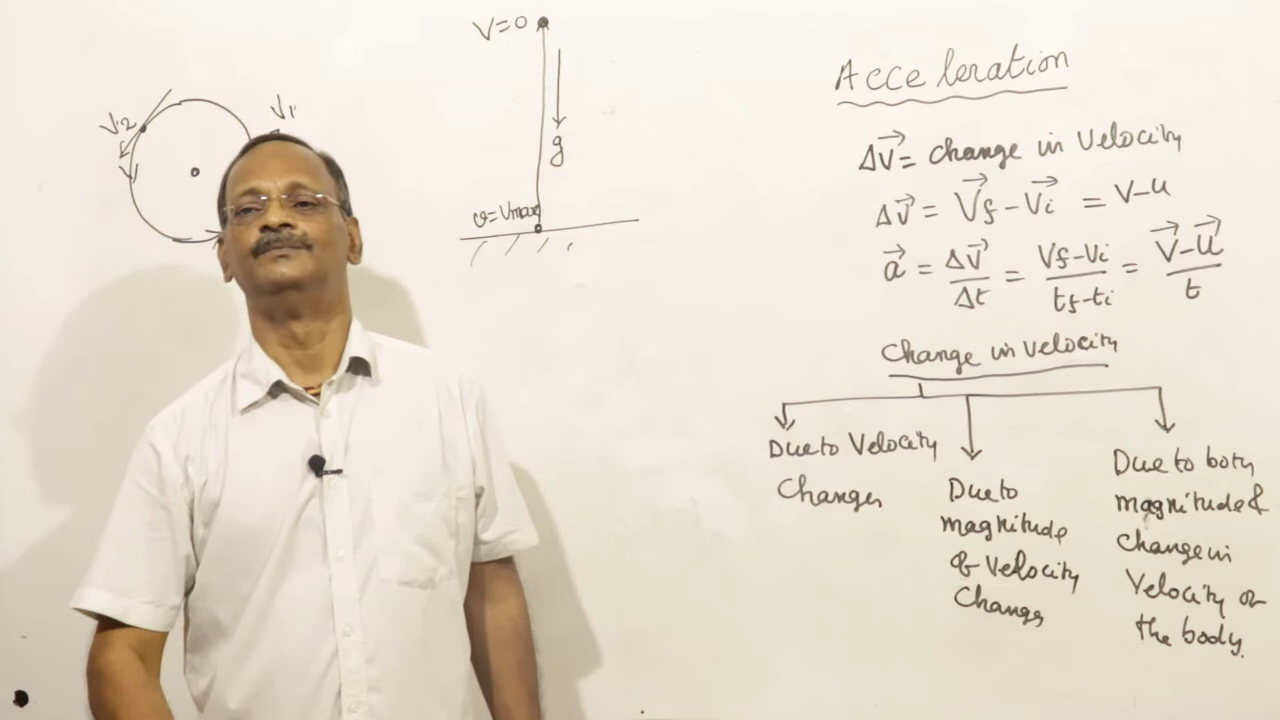 V=0
V2
V1
g
v=Vmax
Acceleration
Δv⃗ = Change in Velocity
Δv⃗ = V⃗f - V⃗i = V-u
a⃗ = Δv⃗/Δt = Vf-Vi/tf-ti = V⃗-u⃗/t
Change in velocity
Due to Velocity
Changes
Due to
magnitude
of Velocity
Changes
Due to both
magnitude &
Change in
Velocity of
the body.